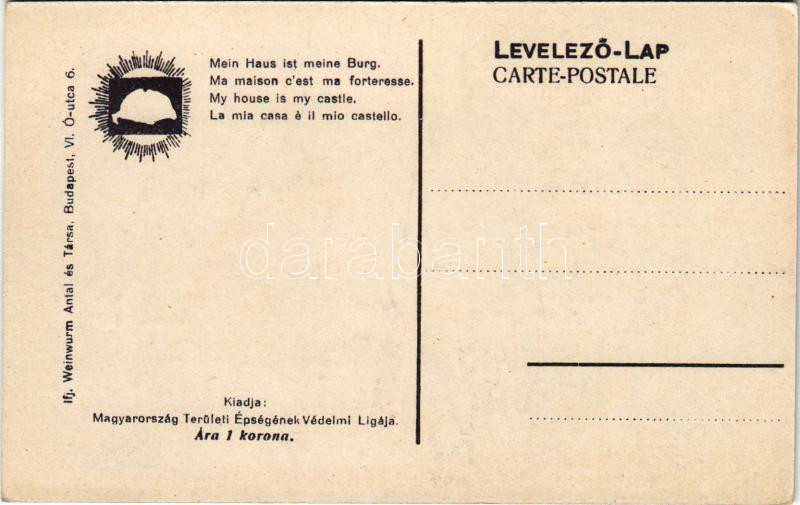 Mein Haus ist meine Burg.
Ma maison c'est ma forteresse.
My house is my castle.
La mia casa è il mio castello.
Ifj. Weinwurm Antal és Társa, Budapest, VI. Ó-utca 6.
LEVELEZŐ-LAP
CARTE-POSTALE
darabanth
Kiadja:
Magyarország Területi Épségének Védelmi Ligája.
Ára 1 korona.